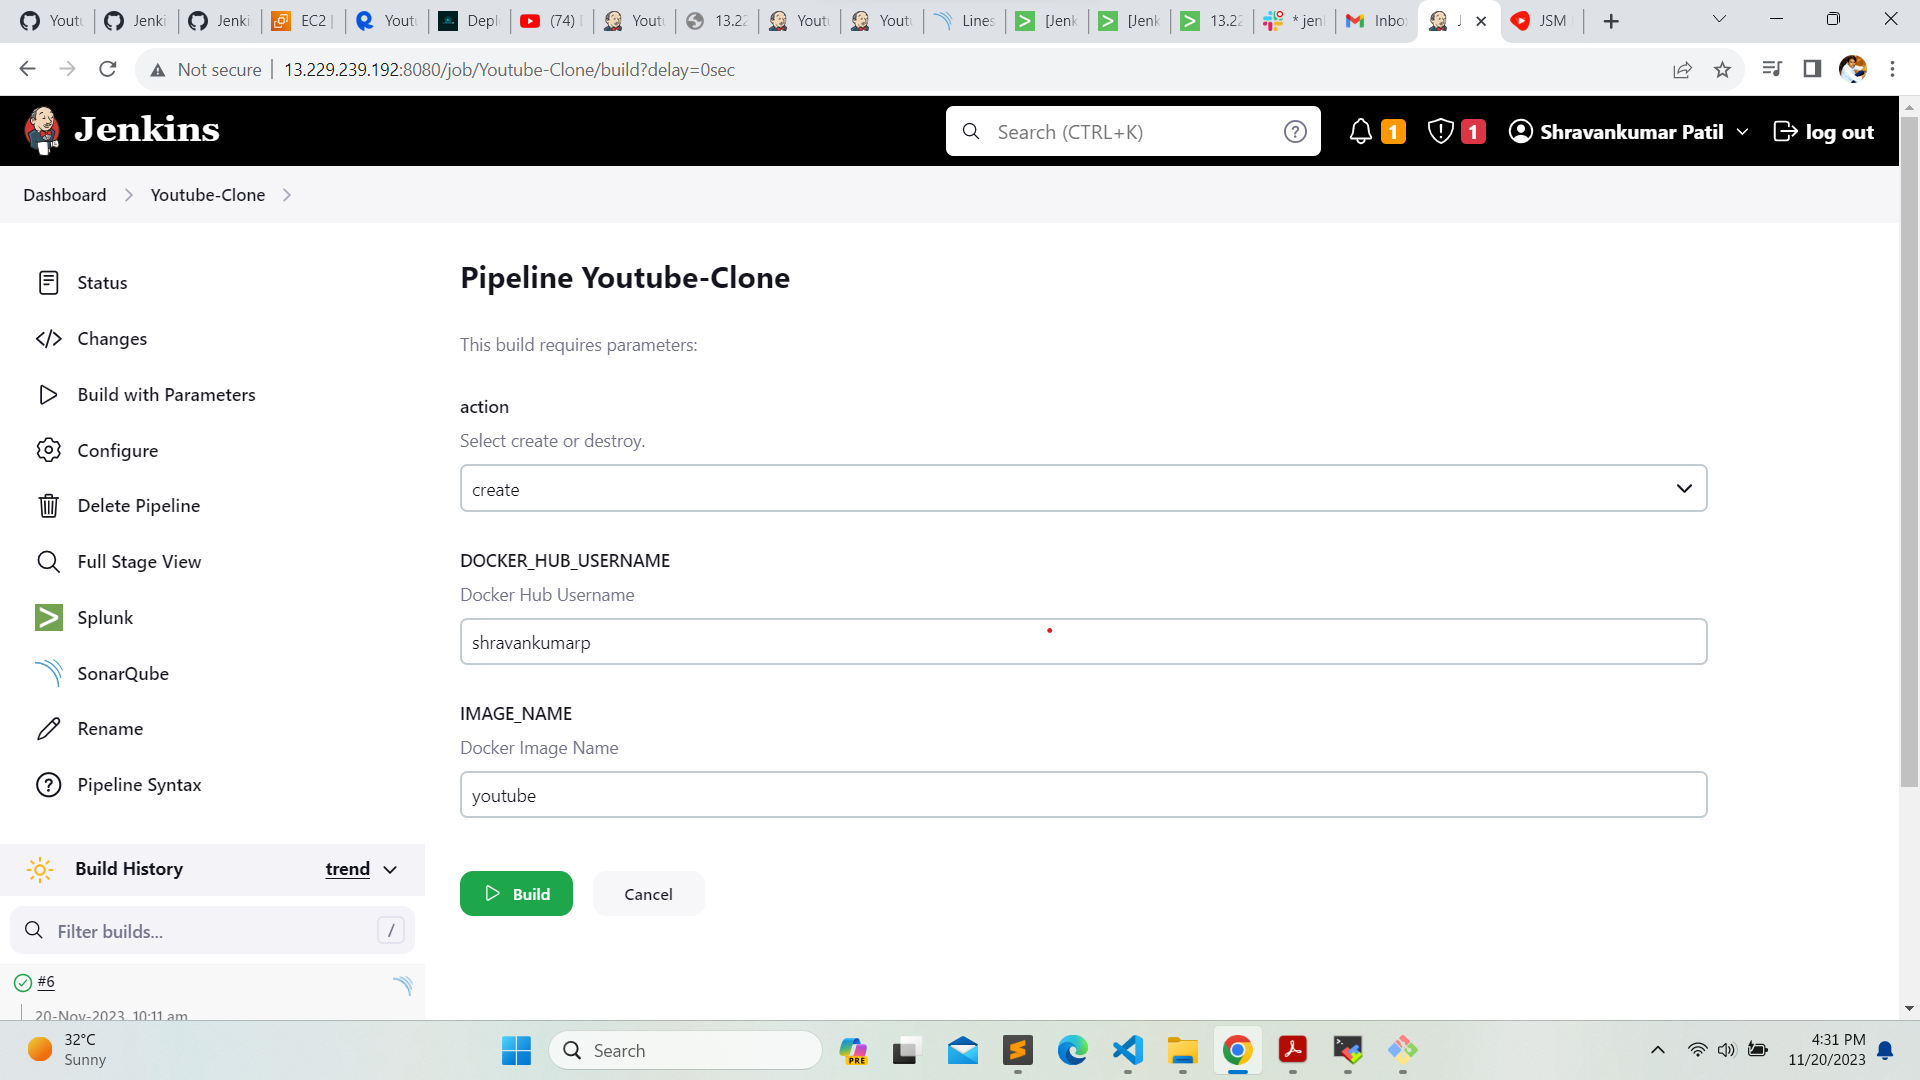 Youtu
Jenki
Jenki
EC2 |
Youtu
Deplo
(74) D
Youtu
13.22
Youtu
Youtu
Lines
[Jenk
[Jenk
13.22
* jenk
Inbo
J
JSM
Not secure
13.229.239.192:8080/job/Youtube-Clone/build?delay=0sec
Jenkins
Search (CTRL+K)
1
1
Shravankumar Patil
log out
Dashboard
Youtube-Clone
Status
Changes
Build with Parameters
Configure
Delete Pipeline
Full Stage View
Splunk
SonarQube
Rename
Pipeline Syntax
Build History
trend
Filter builds...
/
#6
20-Nov-2023, 10:11 am
Pipeline Youtube-Clone
This build requires parameters:
action
Select create or destroy.
create
DOCKER_HUB_USERNAME
Docker Hub Username
shravankumarp
IMAGE_NAME
Docker Image Name
youtube
Build
Cancel
32°C
Sunny
Search
PRE
4:31 PM
11/20/2023